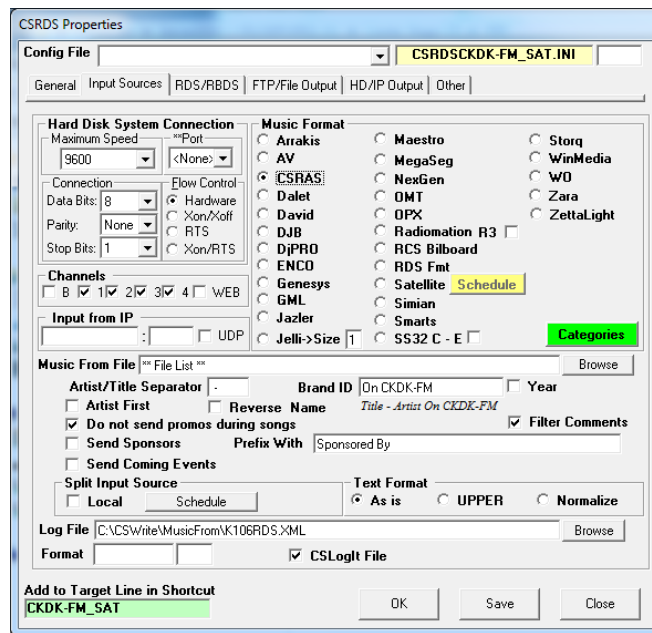 CSRDS Properties
Config File CSRDSCKDK-FM_SAT.INI
General Input Sources RDS/RBDS FTP/File Output HD/IP Output Other
Hard Disk System Connection
Maximum Speed **Port
9600 <None>
Connection Flow Control
Data Bits: 8 Hardware
Xon/Xoff
Parity: None RTS
Stop Bits: 1 Xon/RTS
Channels
B 1 2 3 4 WEB
Input from IP
: UDP
Music Format
Arrakis Maestro Storq
AV MegaSeg WinMedia
CSRAS NexGen WO
Dalet OMT Zara
David OPX ZettaLight
DJB Radiomation R3
DjPRO RCS Bilboard
ENCO RDS Fmt
Genesys Satellite Schedule
GML Simian
Jazler Smarts
Jelli->Size 1 SS32 C - E Categories
Music From File ** File List ** Browse
Artist/Title Separator - Brand ID On CKDK-FM Year
Artist First Reverse Name Title - Artist On CKDK-FM
Do not send promos during songs Filter Comments
Send Sponsors Prefix With Sponsored By
Send Coming Events
Split Input Source Text Format
Local Schedule As is UPPER Normalize
Log File C:\CSWrite\MusicFrom\K106RDS.XML Browse
Format CSLogIt File
Add to Target Line in Shortcut
CKDK-FM_SAT OK Save Close